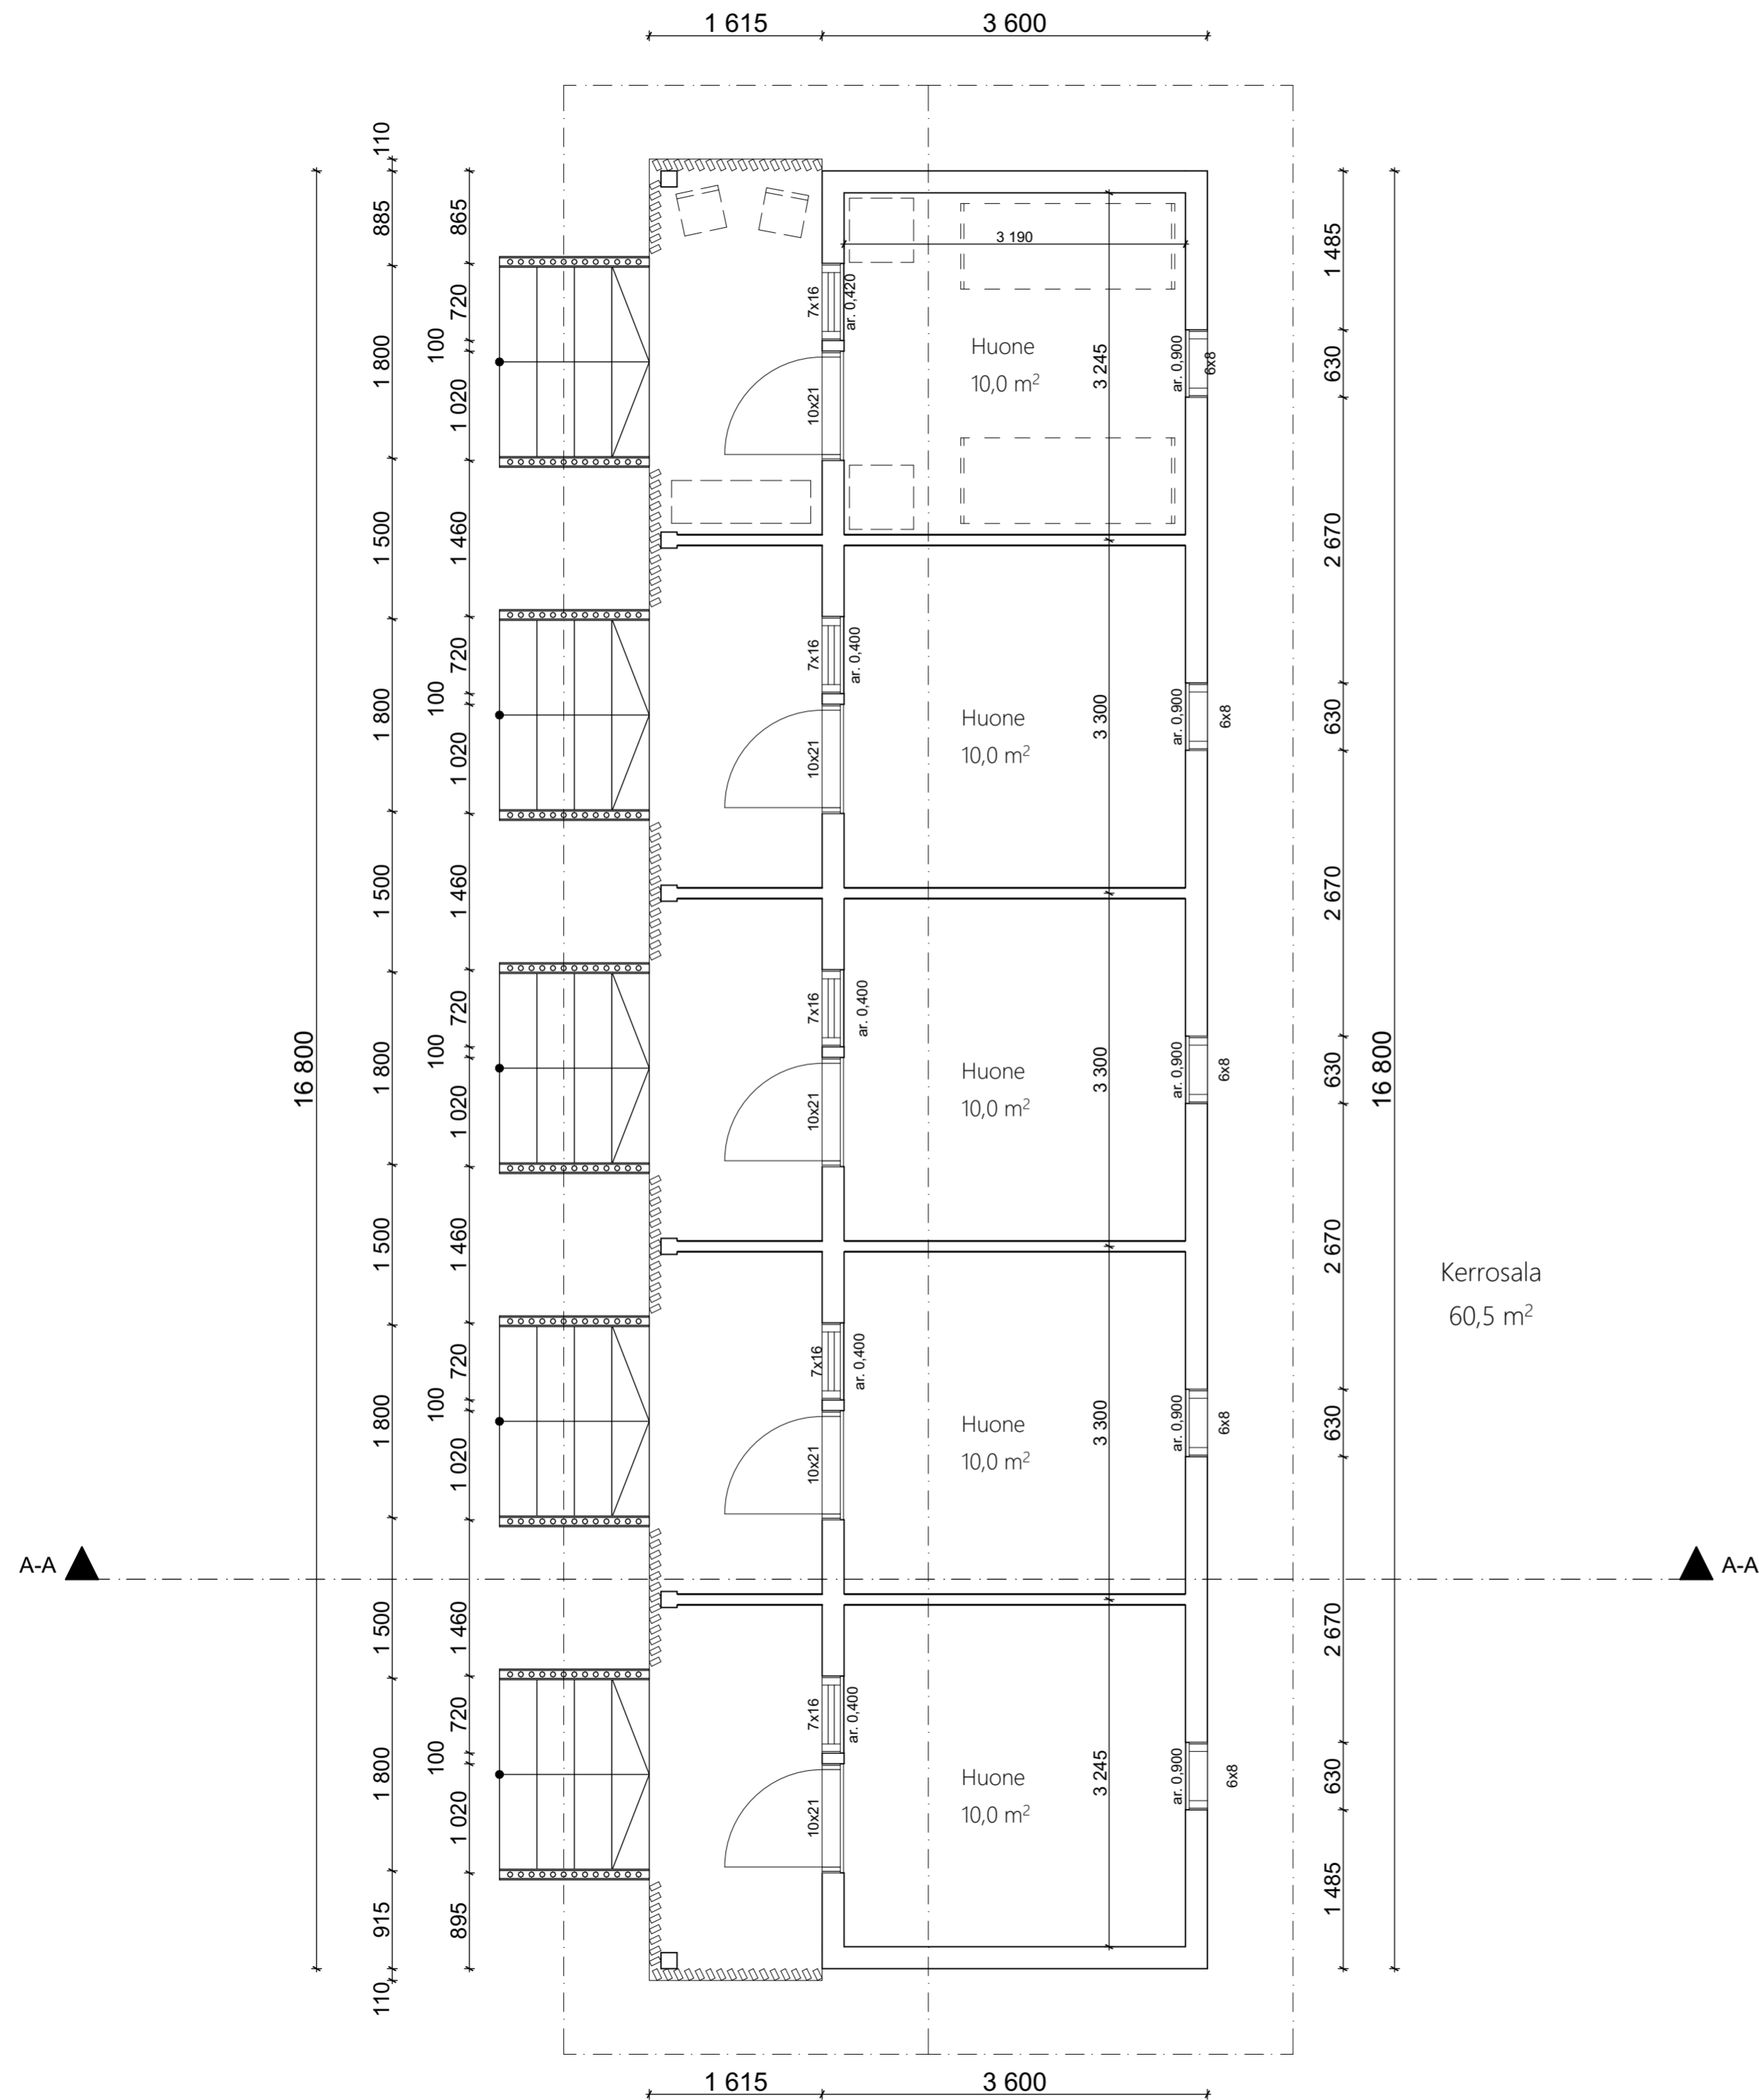 1 615 3 600
110
885
1 800
1 500
1 800
1 500
1 800
1 500
1 800
1 500
1 800
915
110
16 800
865
720
100
1 020
1 460
720
100
1 020
1 460
720
100
1 020
1 460
720
100
1 020
1 460
720
100
1 020
895
7x16
ar. 0,420
10x21
3 190
Huone
10,0 m²
3 245
ar. 0,900
6x8
7x16
ar. 0,400
10x21
Huone
10,0 m²
3 300
ar. 0,900
6x8
7x16
ar. 0,400
10x21
Huone
10,0 m²
3 300
ar. 0,900
6x8
7x16
ar. 0,400
10x21
Huone
10,0 m²
3 300
ar. 0,900
6x8
7x16
ar. 0,400
10x21
Huone
10,0 m²
3 245
ar. 0,900
6x8
1 485
630
2 670
630
2 670
630
2 670
630
2 670
630
1 485
16 800
Kerrosala
60,5 m²
A-A A-A
1 615 3 600